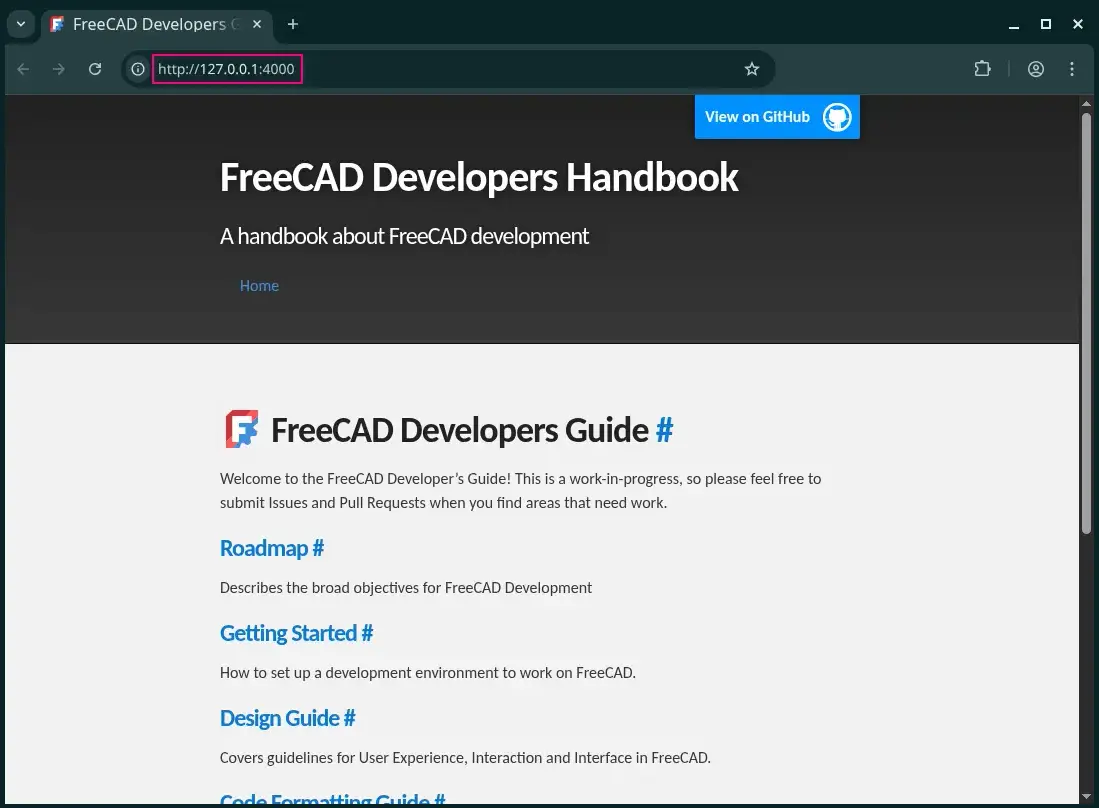 FreeCAD Developers G
http://127.0.0.1:4000
View on GitHub
FreeCAD Developers Handbook
A handbook about FreeCAD development
Home
FreeCAD Developers Guide #
Welcome to the FreeCAD Developer’s Guide! This is a work-in-progress, so please feel free to
submit Issues and Pull Requests when you find areas that need work.
Roadmap #
Describes the broad objectives for FreeCAD Development
Getting Started #
How to set up a development environment to work on FreeCAD.
Design Guide #
Covers guidelines for User Experience, Interaction and Interface in FreeCAD.
Code Formatting Guide #